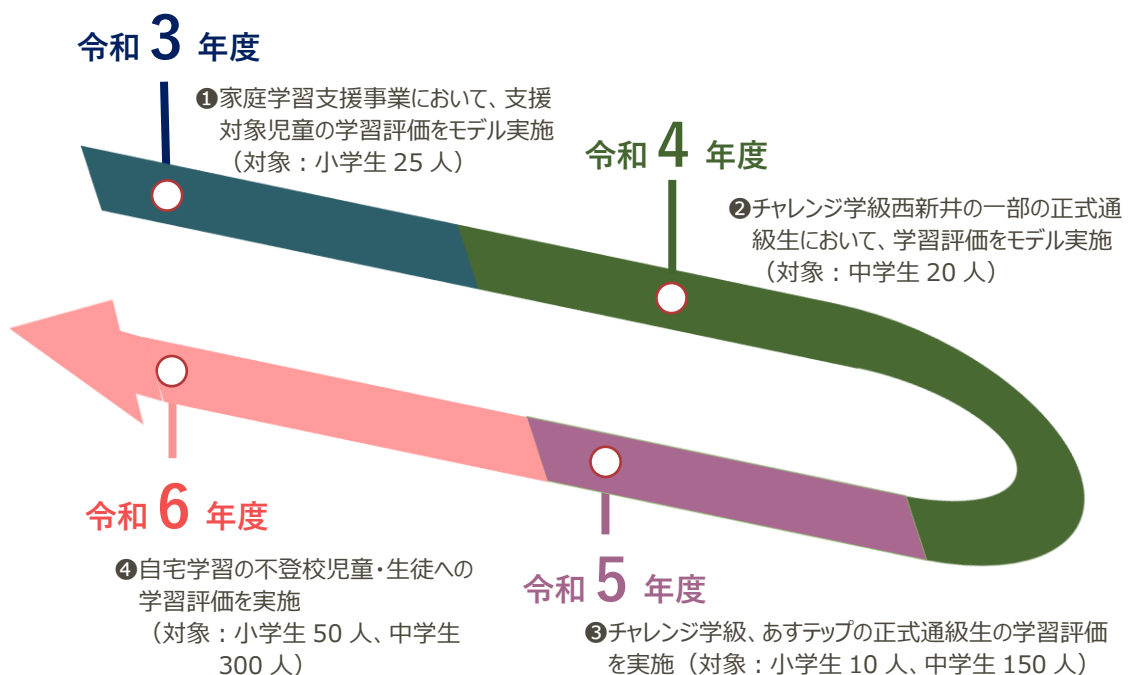 令和 3 年度
❶家庭学習支援事業において、支援
対象児童の学習評価をモデル実施
（対象：小学生 25 人）
令和 4 年度
❷チャレンジ学級西新井の一部の正式通
級生において、学習評価をモデル実施
（対象：中学生 20 人）
令和 5 年度
❸チャレンジ学級、あすテップの正式通級生の学習評価
を実施（対象：小学生 10 人、中学生 150 人）
令和 6 年度
❹自宅学習の不登校児童・生徒への
学習評価を実施
（対象：小学生 50 人、中学生
300 人）